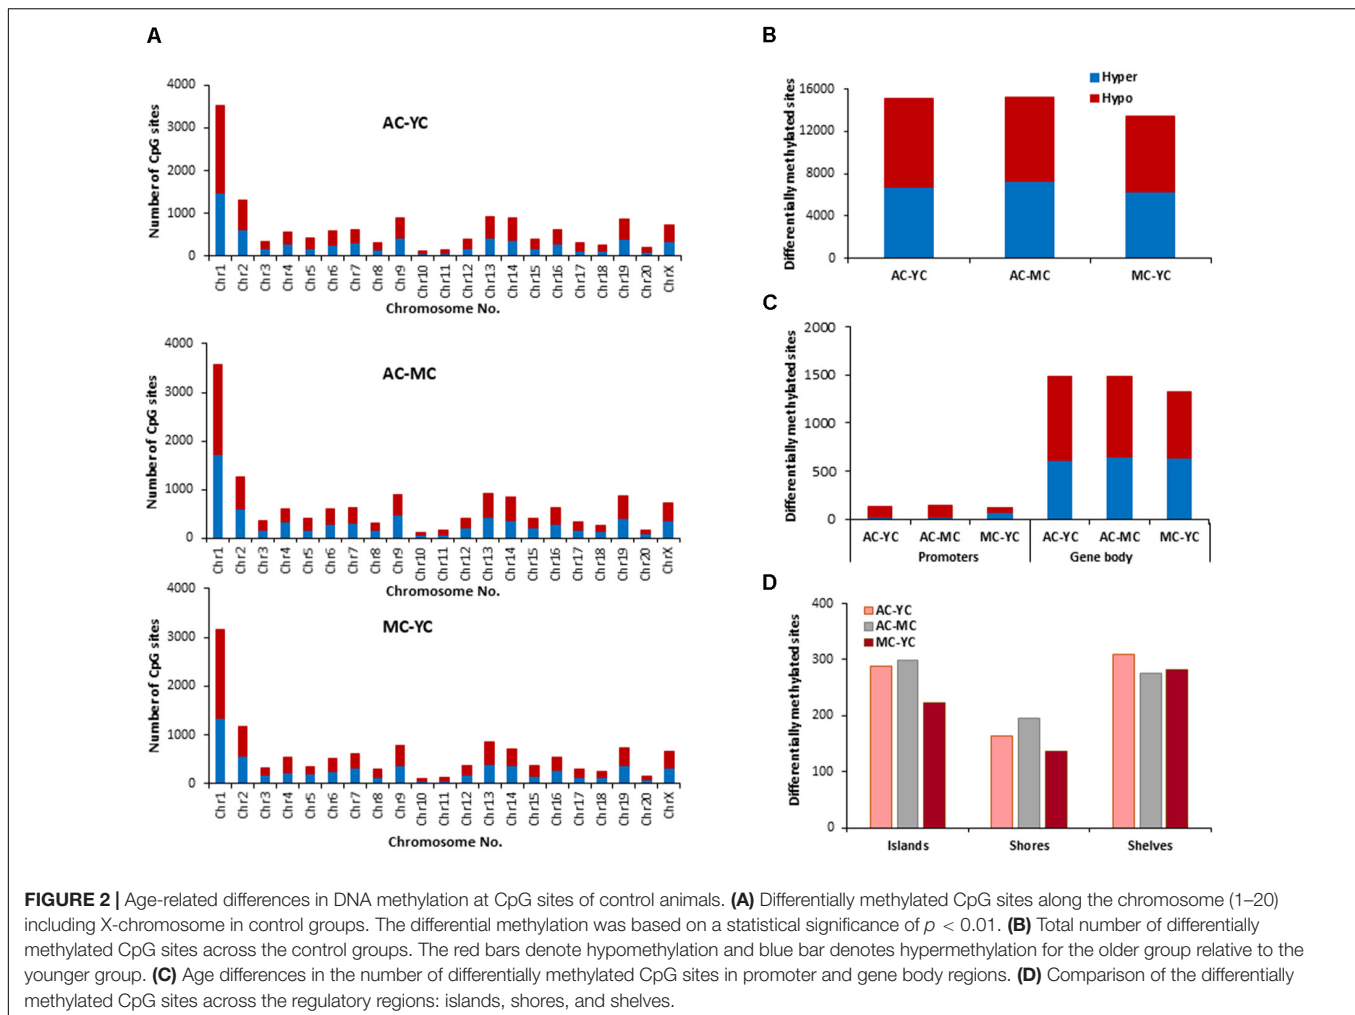 A
4000
3000
2000
1000
0
Number of CpG sites
AC-YC
Chr1 Chr2 Chr3 Chr4 Chr5 Chr6 Chr7 Chr8 Chr9 Chr10 Chr11 Chr12 Chr13 Chr14 Chr15 Chr16 Chr17 Chr18 Chr19 Chr20 ChrX
Chromosome No.
4000
3000
2000
1000
0
Number of CpG sites
AC-MC
Chr1 Chr2 Chr3 Chr4 Chr5 Chr6 Chr7 Chr8 Chr9 Chr10 Chr11 Chr12 Chr13 Chr14 Chr15 Chr16 Chr17 Chr18 Chr19 Chr20 ChrX
Chromosome No.
4000
3000
2000
1000
0
Number of CpG sites
MC-YC
Chr1 Chr2 Chr3 Chr4 Chr5 Chr6 Chr7 Chr8 Chr9 Chr10 Chr11 Chr12 Chr13 Chr14 Chr15 Chr16 Chr17 Chr18 Chr19 Chr20 ChrX
Chromosome No.
B
Hyper
Hypo
16000
12000
8000
4000
0
Differentially methylated sites
AC-YC AC-MC MC-YC
C
2000
1500
1000
500
0
Differentially methylated sites
AC-YC AC-MC MC-YC AC-YC AC-MC MC-YC
Promoters Gene body
D
400
300
200
100
0
Differentially methylated sites
AC-YC
AC-MC
MC-YC
Islands Shores Shelves
FIGURE 2 | Age-related differences in DNA methylation at CpG sites of control animals. (A) Differentially methylated CpG sites along the chromosome (1–20)
including X-chromosome in control groups. The differential methylation was based on a statistical significance of p < 0.01. (B) Total number of differentially
methylated CpG sites across the control groups. The red bars denote hypomethylation and blue bar denotes hypermethylation for the older group relative to the
younger group. (C) Age differences in the number of differentially methylated CpG sites in promoter and gene body regions. (D) Comparison of the differentially
methylated CpG sites across the regulatory regions: islands, shores, and shelves.